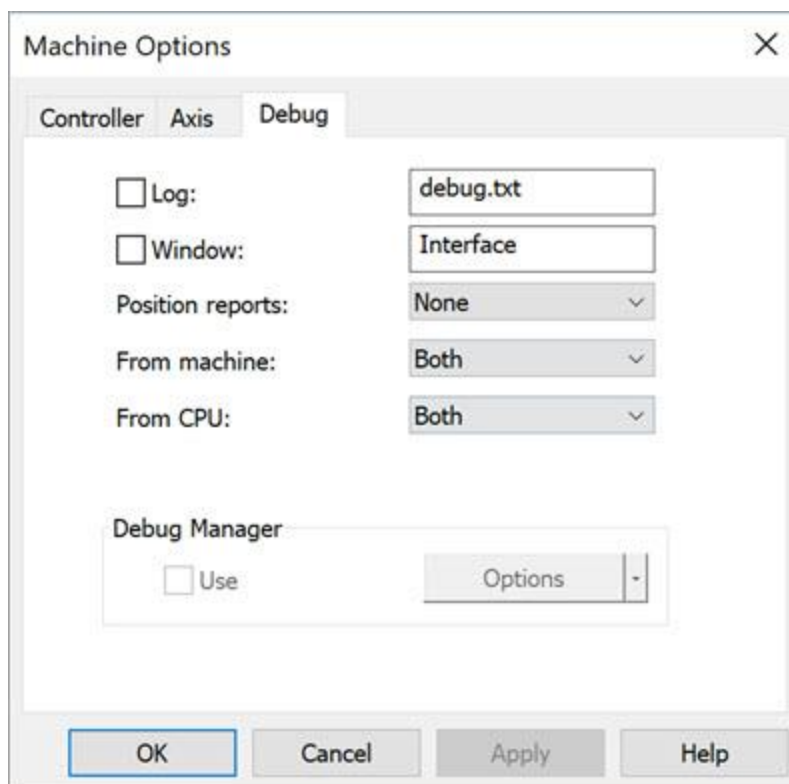 Machine Options
Controller Axis Debug
Log: debug.txt
Window: Interface
Position reports: None
From machine: Both
From CPU: Both
Debug Manager
Use Options
OK Cancel Apply Help